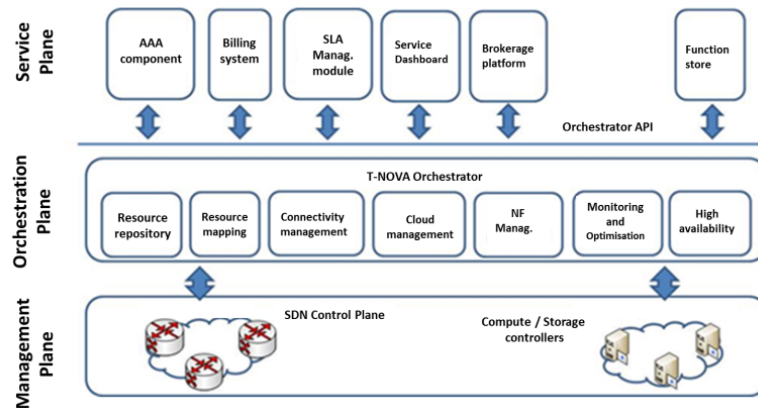 Service
Plane
AAA
component
Billing
system
SLA
Manag.
module
Service
Dashboard
Brokerage
platform
Function
store
Orchestrator API
Orchestration
Plane
T-NOVA Orchestrator
Resource
repository
Resource
mapping
Connectivity
management
Cloud
management
NF
Manag.
Monitoring
and
Optimisation
High
availability
Management
Plane
SDN Control Plane
Compute / Storage
controllers